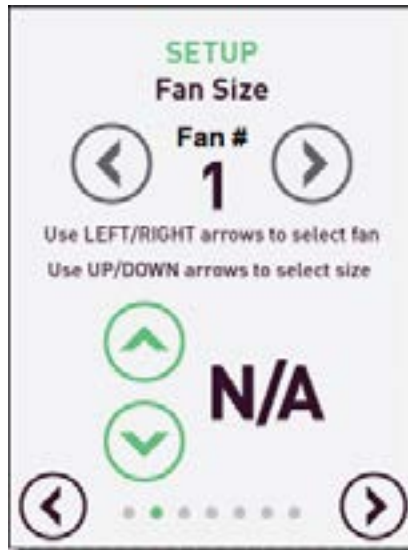 SETUP
Fan Size
Fan #
1
Use LEFT/RIGHT arrows to select fan
Use UP/DOWN arrows to select size
N/A